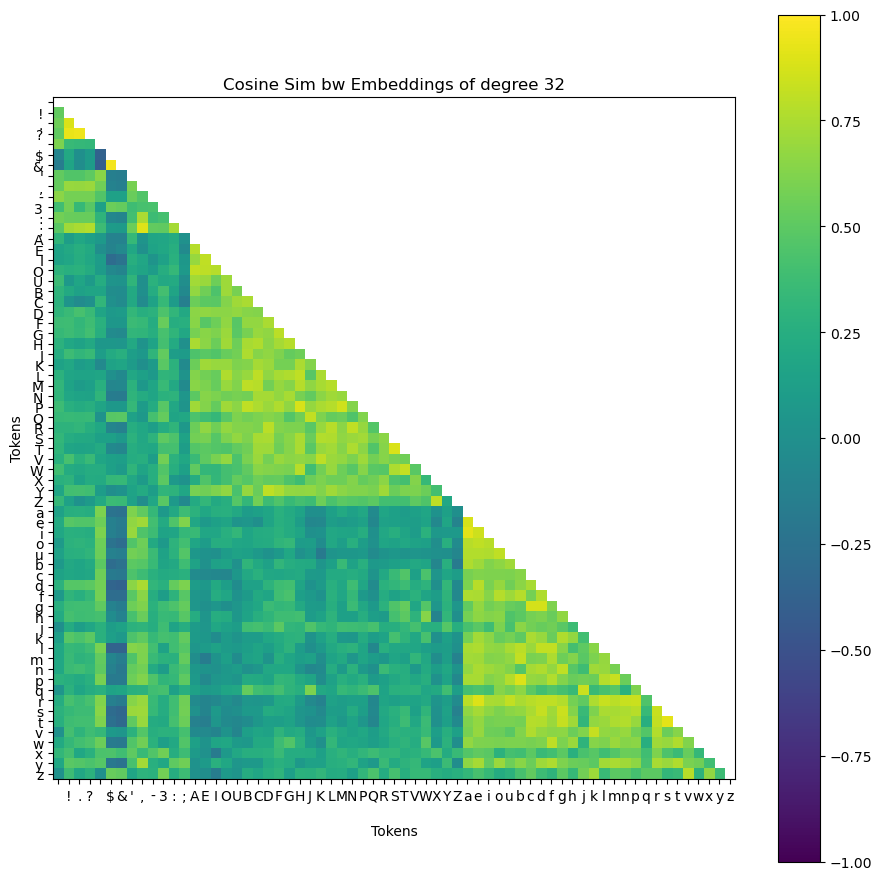 Cosine Sim bw Embeddings of degree 32
Tokens
!
.
?
$
&
'
,
-
3
:
;
A
E
I
O
U
B
C
D
F
G
H
J
K
L
M
N
P
Q
R
S
T
V
W
X
Y
Z
a
e
i
o
u
b
c
d
f
g
h
j
k
l
m
n
p
q
r
s
t
v
w
x
y
z
! . ? $ & ' , - 3 : ; A E I O U B C D F G H J K L M N P Q R S T V W X Y Z a e i o u b c d f g h j k l m n p q r s t v w x y z
Tokens
1.00
0.75
0.50
0.25
0.00
−0.25
−0.50
−0.75
−1.00